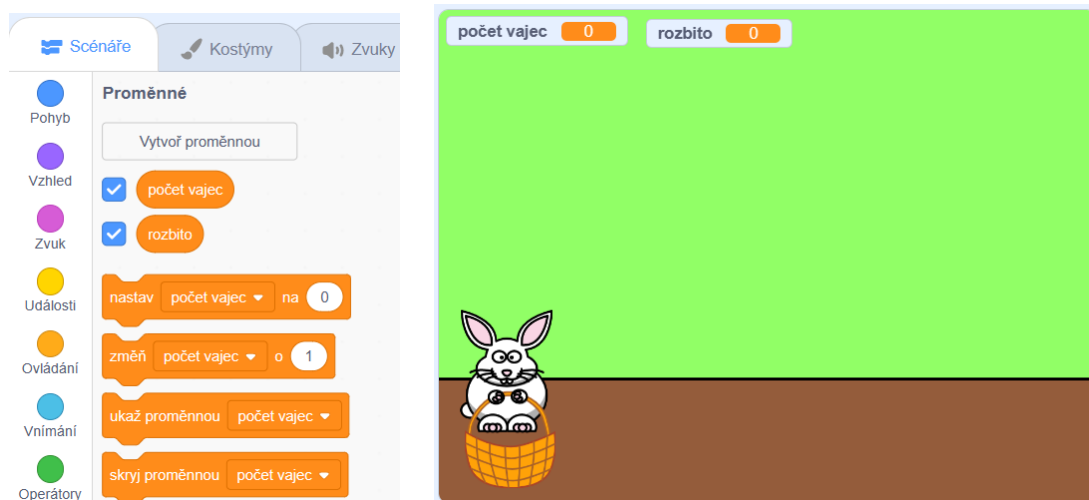 Scénáře
Kostýmy
Zvuky
Pohyb
Vzhled
Zvuk
Události
Ovládání
Vnímání
Operátory
Proměnné
Vytvoř proměnnou
počet vajec
rozbito
nastav počet vajec na 0
změň počet vajec o 1
ukaž proměnnou počet vajec
skryj proměnnou počet vajec
počet vajec 0
rozbito 0